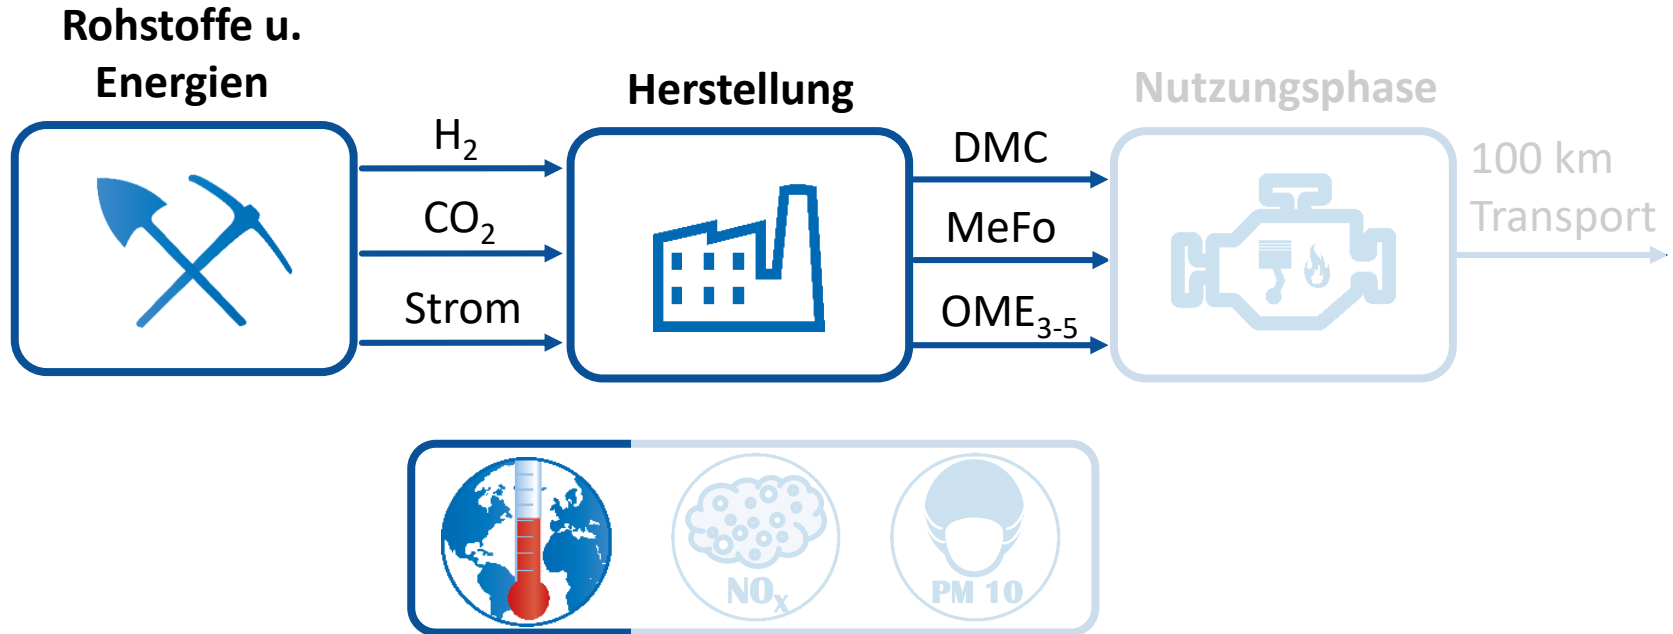 Rohstoffe u.
Energien
Herstellung
Nutzungsphase
H₂
CO₂
Strom
DMC
MeFo
OME₃₋₅
100 km
Transport
NOₓ
PM 10